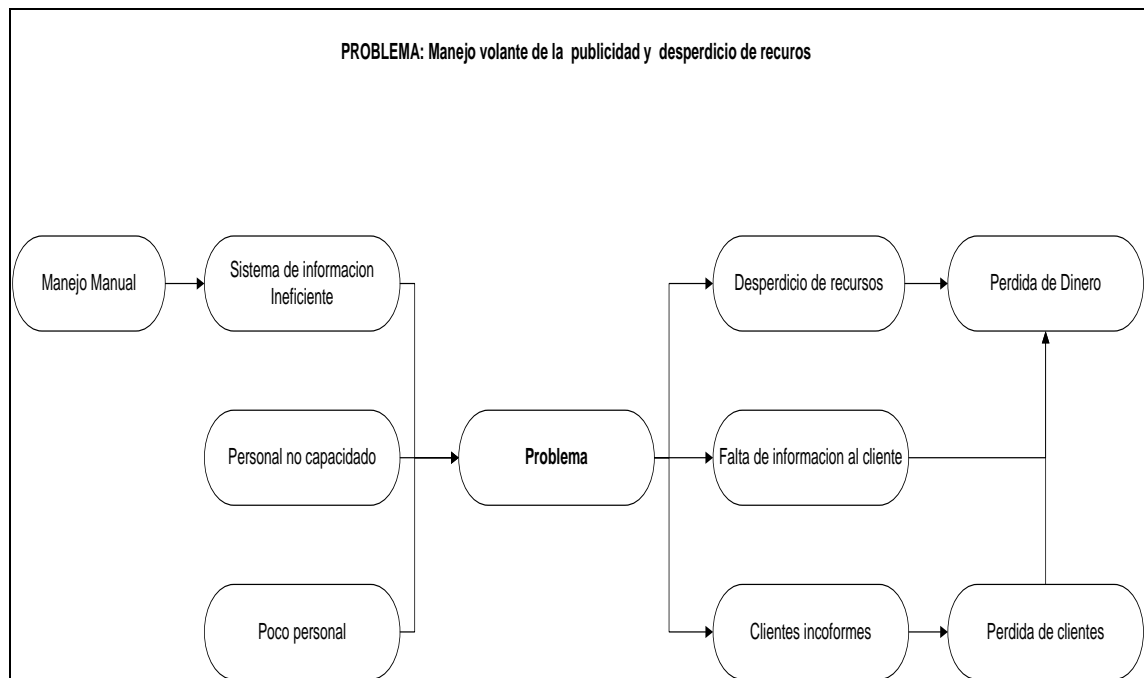 PROBLEMA: Manejo volante de la publicidad y desperdicio de recuros
Manejo Manual
Sistema de informacion
Ineficiente
Desperdicio de recursos
Perdida de Dinero
Personal no capacidado
Problema
Falta de informacion al cliente
Poco personal
Clientes incoformes
Perdida de clientes